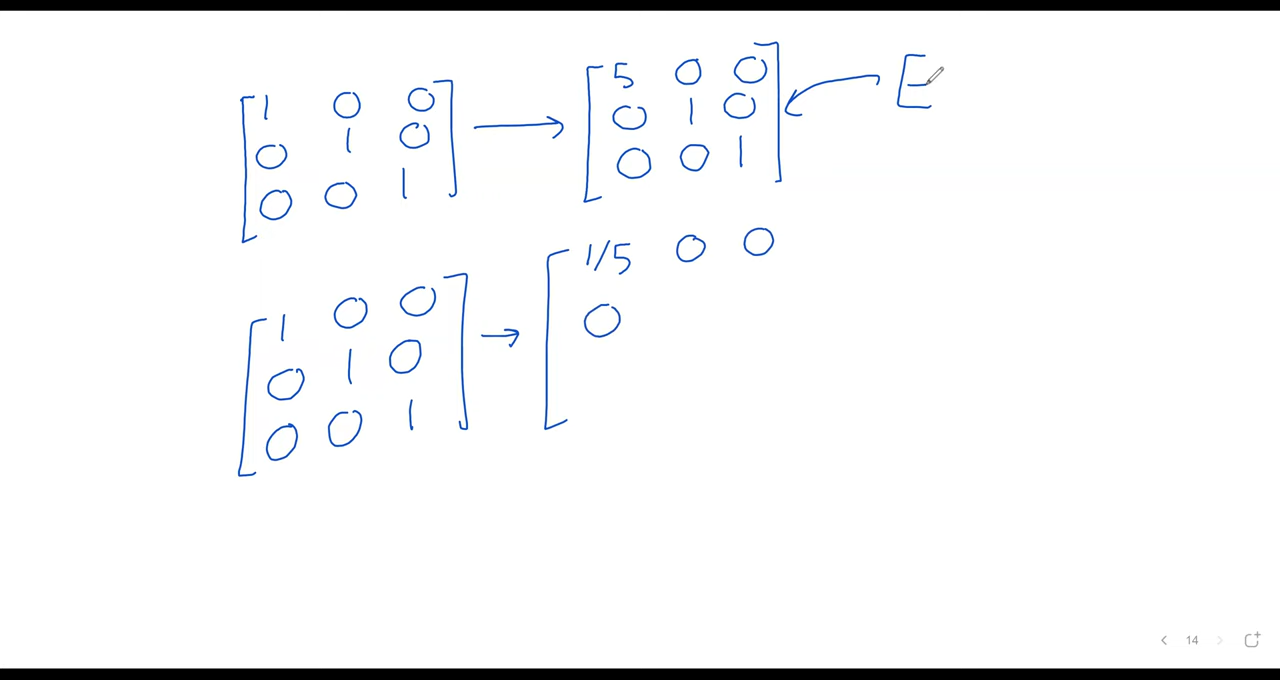 [1 0 0] → [5 0 0] ← E
[0 1 0] [0 1 0]
[0 0 1] [0 0 1]
[1 0 0] → [1/5 0 0
[0 1 0] [0
[0 0 1] [
< 14 >